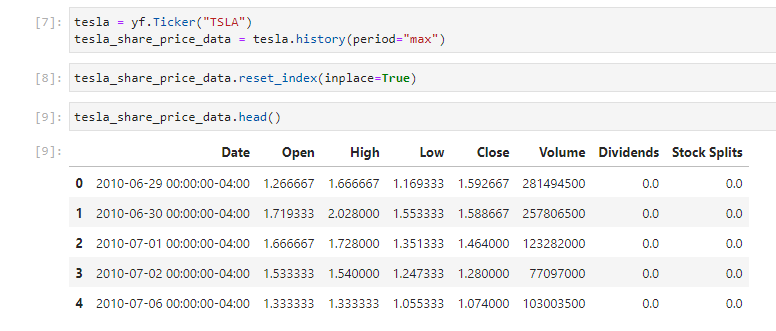 [7]: tesla = yf.Ticker("TSLA")
tesla_share_price_data = tesla.history(period="max")
[8]: tesla_share_price_data.reset_index(inplace=True)
[9]: tesla_share_price_data.head()
[9]: Date Open High Low Close Volume Dividends Stock Splits
0 2010-06-29 00:00:00-04:00 1.266667 1.666667 1.169333 1.592667 281494500 0.0 0.0
1 2010-06-30 00:00:00-04:00 1.719333 2.028000 1.553333 1.588667 257806500 0.0 0.0
2 2010-07-01 00:00:00-04:00 1.666667 1.728000 1.351333 1.464000 123282000 0.0 0.0
3 2010-07-02 00:00:00-04:00 1.533333 1.540000 1.247333 1.280000 77097000 0.0 0.0
4 2010-07-06 00:00:00-04:00 1.333333 1.333333 1.055333 1.074000 103003500 0.0 0.0